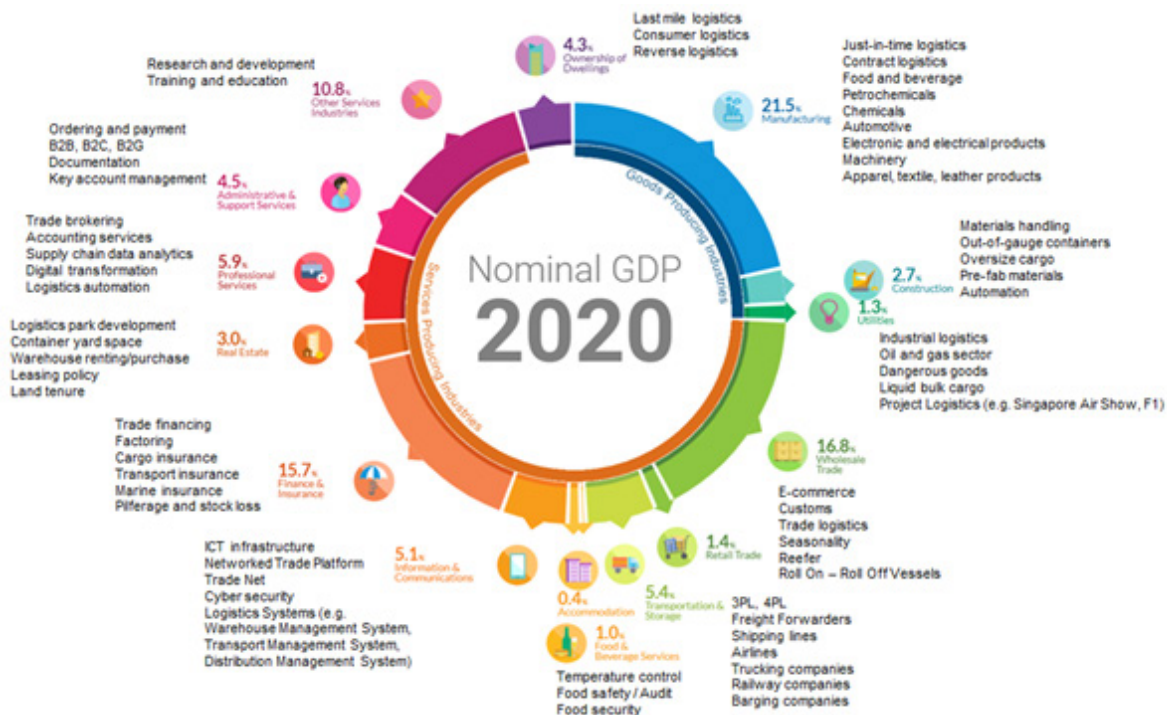 Last mile logistics
Consumer logistics
Reverse logistics
4.3%
Ownership of
Dwellings
Just-in-time logistics
Contract logistics
Food and beverage
Petrochemicals
Chemicals
Automotive
Electronic and electrical products
Machinery
Apparel, textile, leather products
21.5%
Manufacturing
Materials handling
Out-of-gauge containers
Oversize cargo
Pre-fab materials
Automation
2.7%
Construction
1.3%
Utilities
Industrial logistics
Oil and gas sector
Dangerous goods
Liquid bulk cargo
Project Logistics (e.g. Singapore Air Show, F1)
16.8%
Wholesale
Trade
E-commerce
Customs
Trade logistics
Seasonality
Reefer
Roll On – Roll Off Vessels
1.4%
Retail Trade
5.4%
Transportation &
Storage
3PL, 4PL
Freight Forwarders
Shipping lines
Airlines
Trucking companies
Railway companies
Barging companies
0.4%
Accommodation
1.0%
Food &
Beverage Services
Temperature control
Food safety / Audit
Food security
5.1%
Information &
Communications
ICT infrastructure
Networked Trade Platform
Trade Net
Cyber security
Logistics Systems (e.g.
Warehouse Management System,
Transport Management System,
Distribution Management System)
15.7%
Finance &
Insurance
Trade financing
Factoring
Cargo insurance
Transport insurance
Marine insurance
Pilferage and stock loss
3.0%
Real Estate
Logistics park development
Container yard space
Warehouse renting/purchase
Leasing policy
Land tenure
5.9%
Professional
Services
Trade brokering
Accounting services
Supply chain data analytics
Digital transformation
Logistics automation
4.5%
Administrative &
Support Services
Ordering and payment
B2B, B2C, B2G
Documentation
Key account management
10.8%
Other Services
Industries
Research and development
Training and education
Goods Producing Industries
Services Producing Industries
Nominal GDP
2020